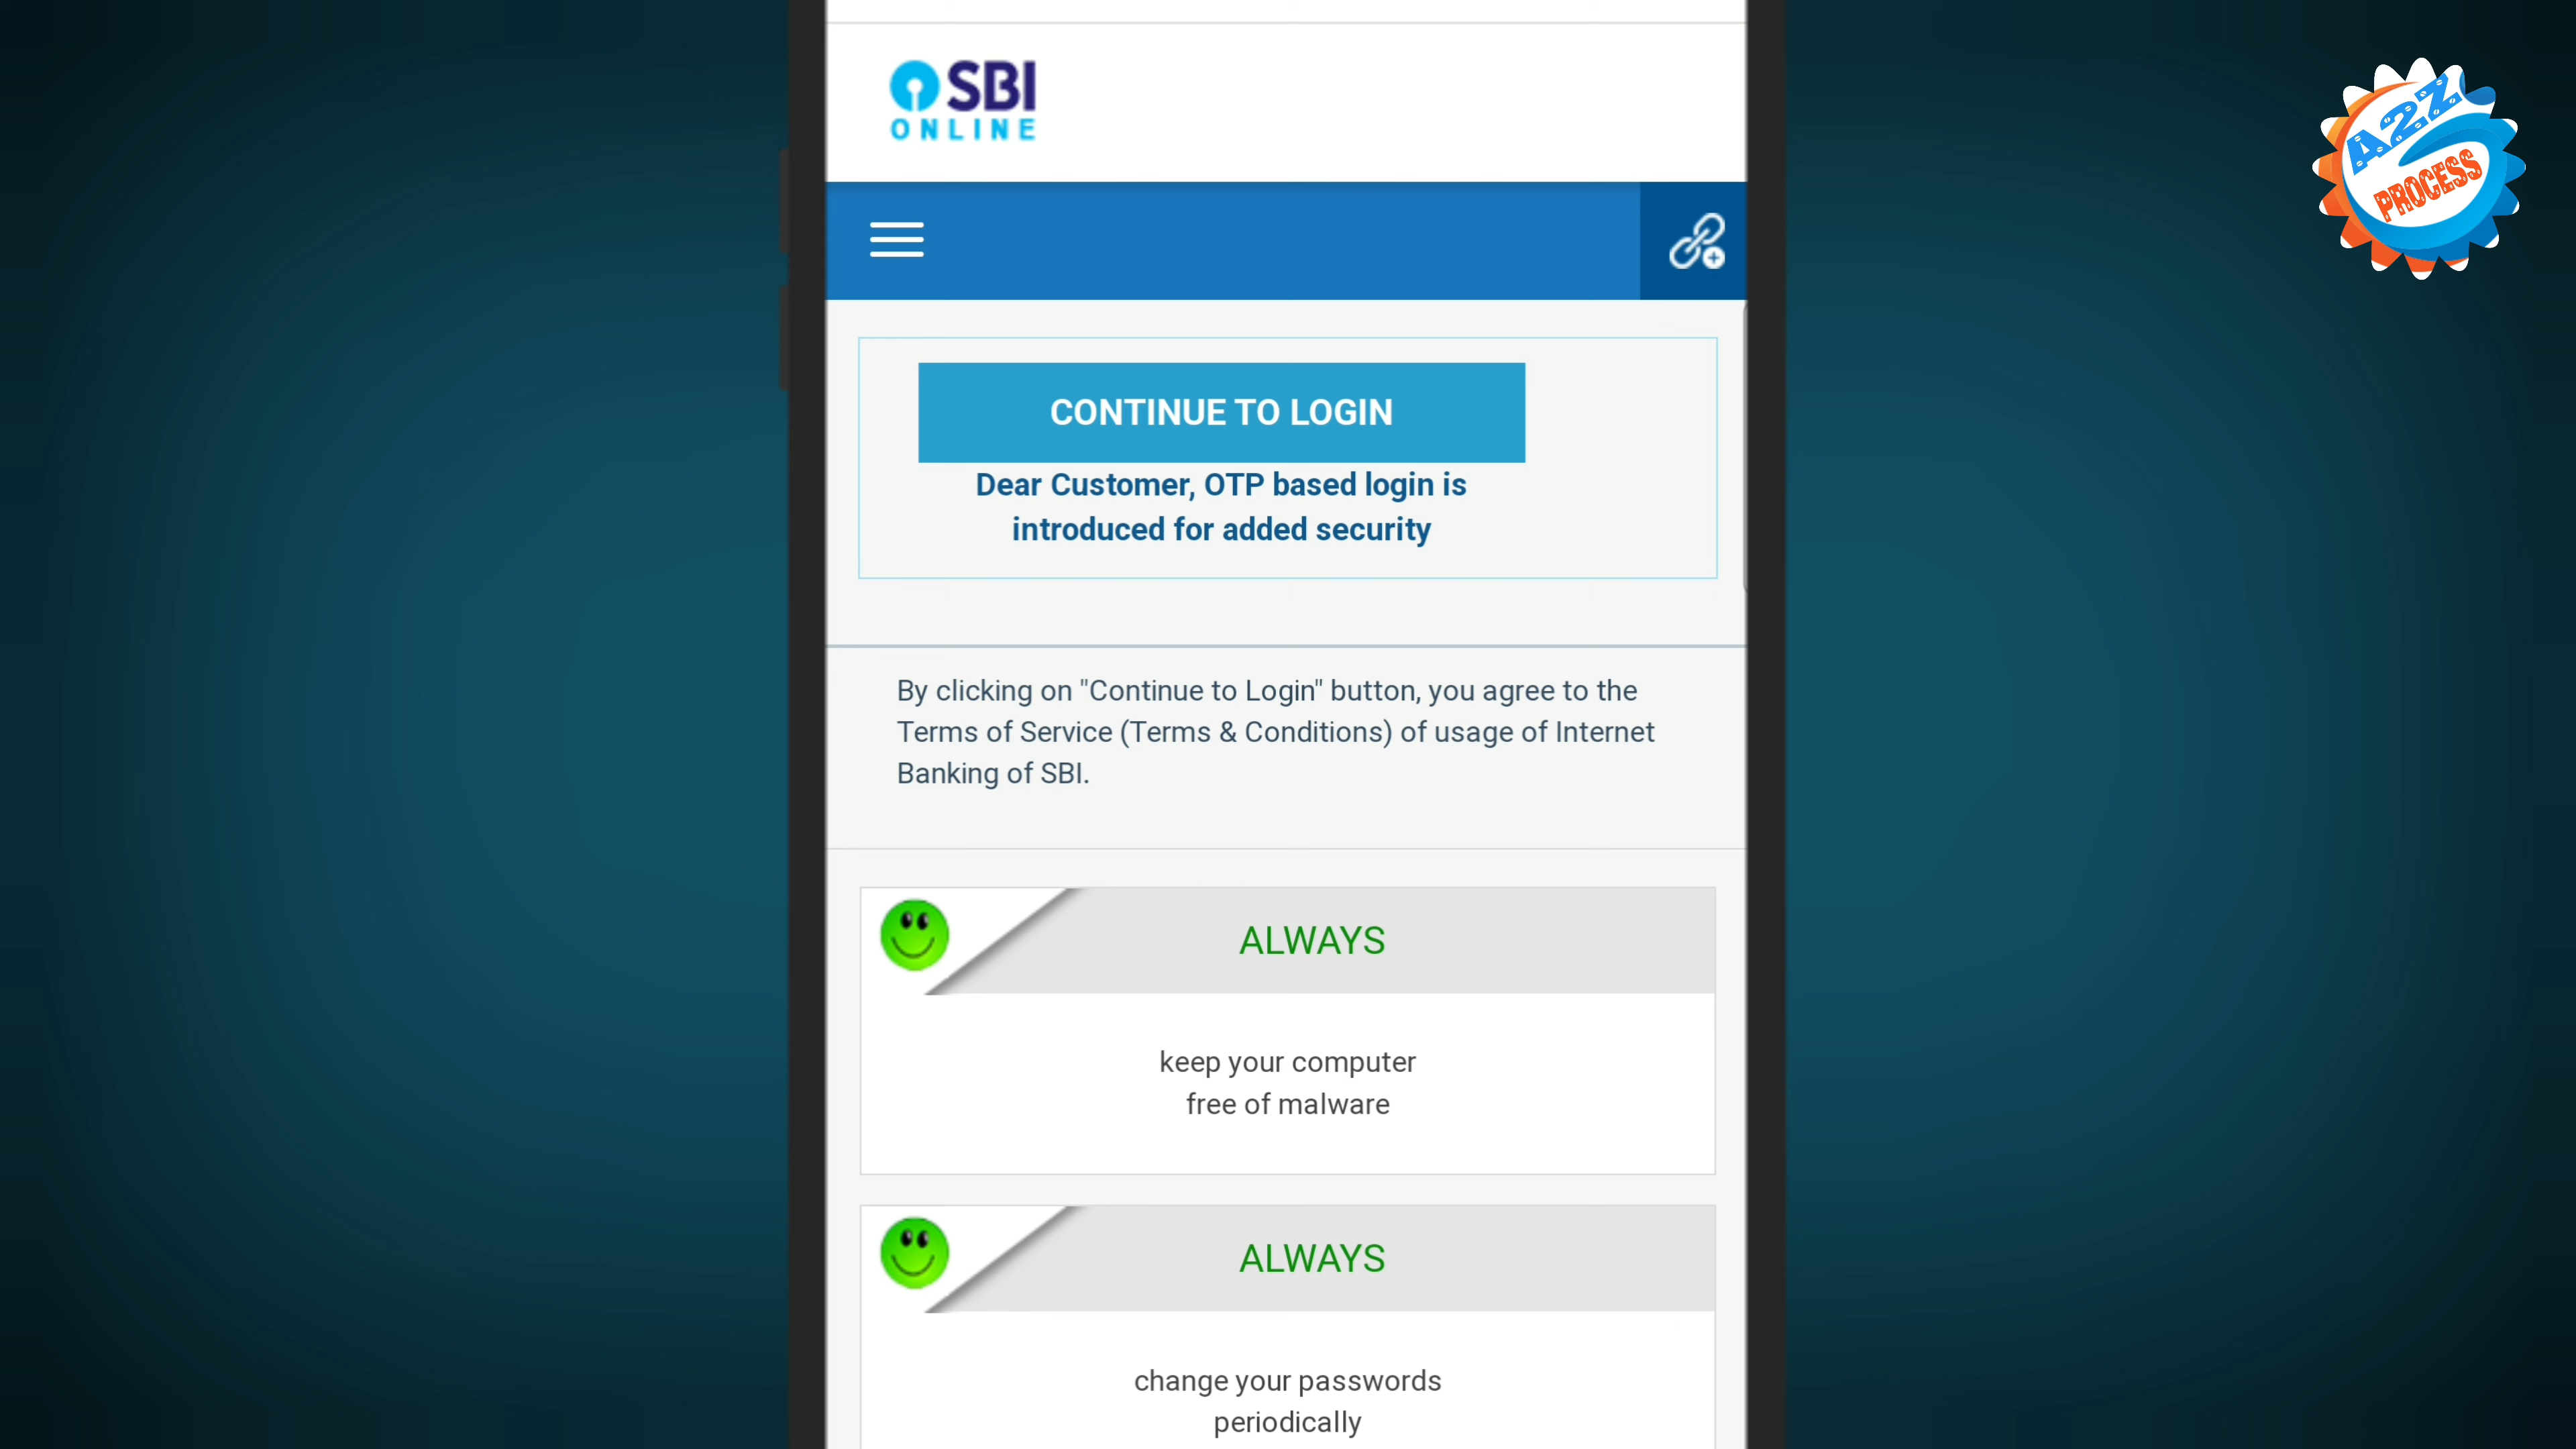 SBI
ONLINE
A2Z
PROCESS
CONTINUE TO LOGIN
Dear Customer, OTP based login is
introduced for added security
By clicking on "Continue to Login" button, you agree to the
Terms of Service (Terms & Conditions) of usage of Internet
Banking of SBI.
ALWAYS
keep your computer
free of malware
ALWAYS
change your passwords
periodically